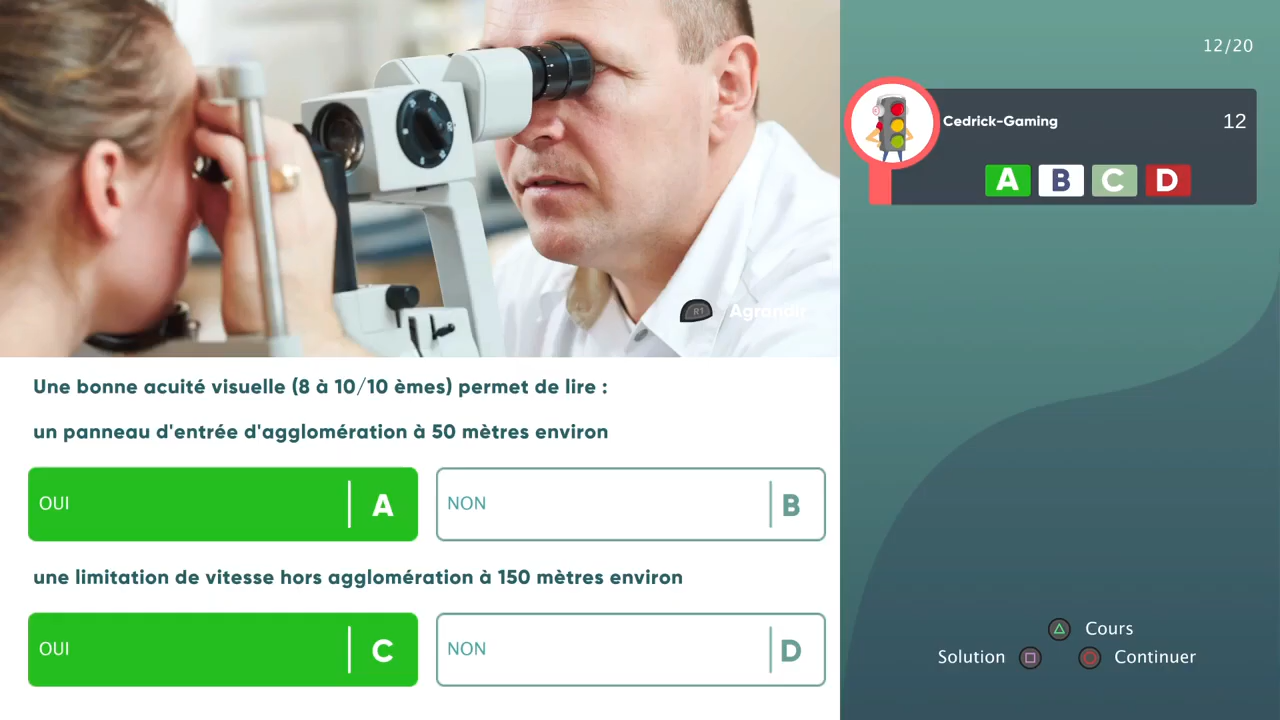 12/20
Cedrick-Gaming
12
A B C D
R1 Agrandir
Une bonne acuité visuelle (8 à 10/10 èmes) permet de lire :
un panneau d'entrée d'agglomération à 50 mètres environ
OUI A
NON B
une limitation de vitesse hors agglomération à 150 mètres environ
OUI C
NON D
Cours
Solution
Continuer